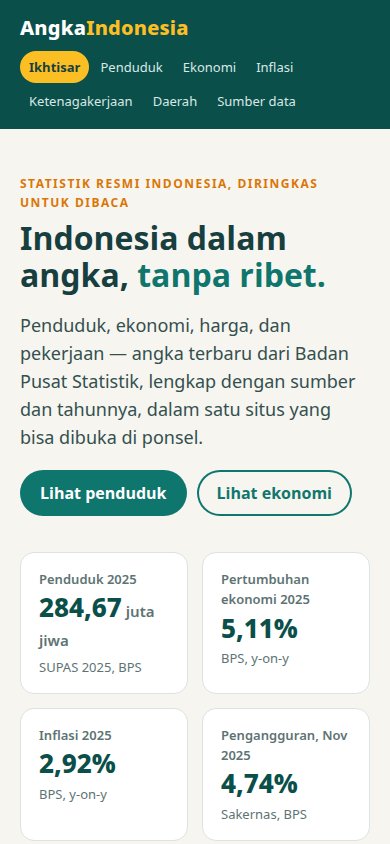 AngkaIndonesia
Ikhtisar Penduduk Ekonomi Inflasi
Ketenagakerjaan Daerah Sumber data
STATISTIK RESMI INDONESIA, DIRINGKAS
UNTUK DIBACA
Indonesia dalam
angka, tanpa ribet.
Penduduk, ekonomi, harga, dan
pekerjaan — angka terbaru dari Badan
Pusat Statistik, lengkap dengan sumber
dan tahunnya, dalam satu situs yang
bisa dibuka di ponsel.
Lihat penduduk Lihat ekonomi
Penduduk 2025
284,67 juta
jiwa
SUPAS 2025, BPS
Pertumbuhan
ekonomi 2025
5,11%
BPS, y-on-y
Inflasi 2025
2,92%
BPS, y-on-y
Pengangguran, Nov
2025
4,74%
Sakernas, BPS